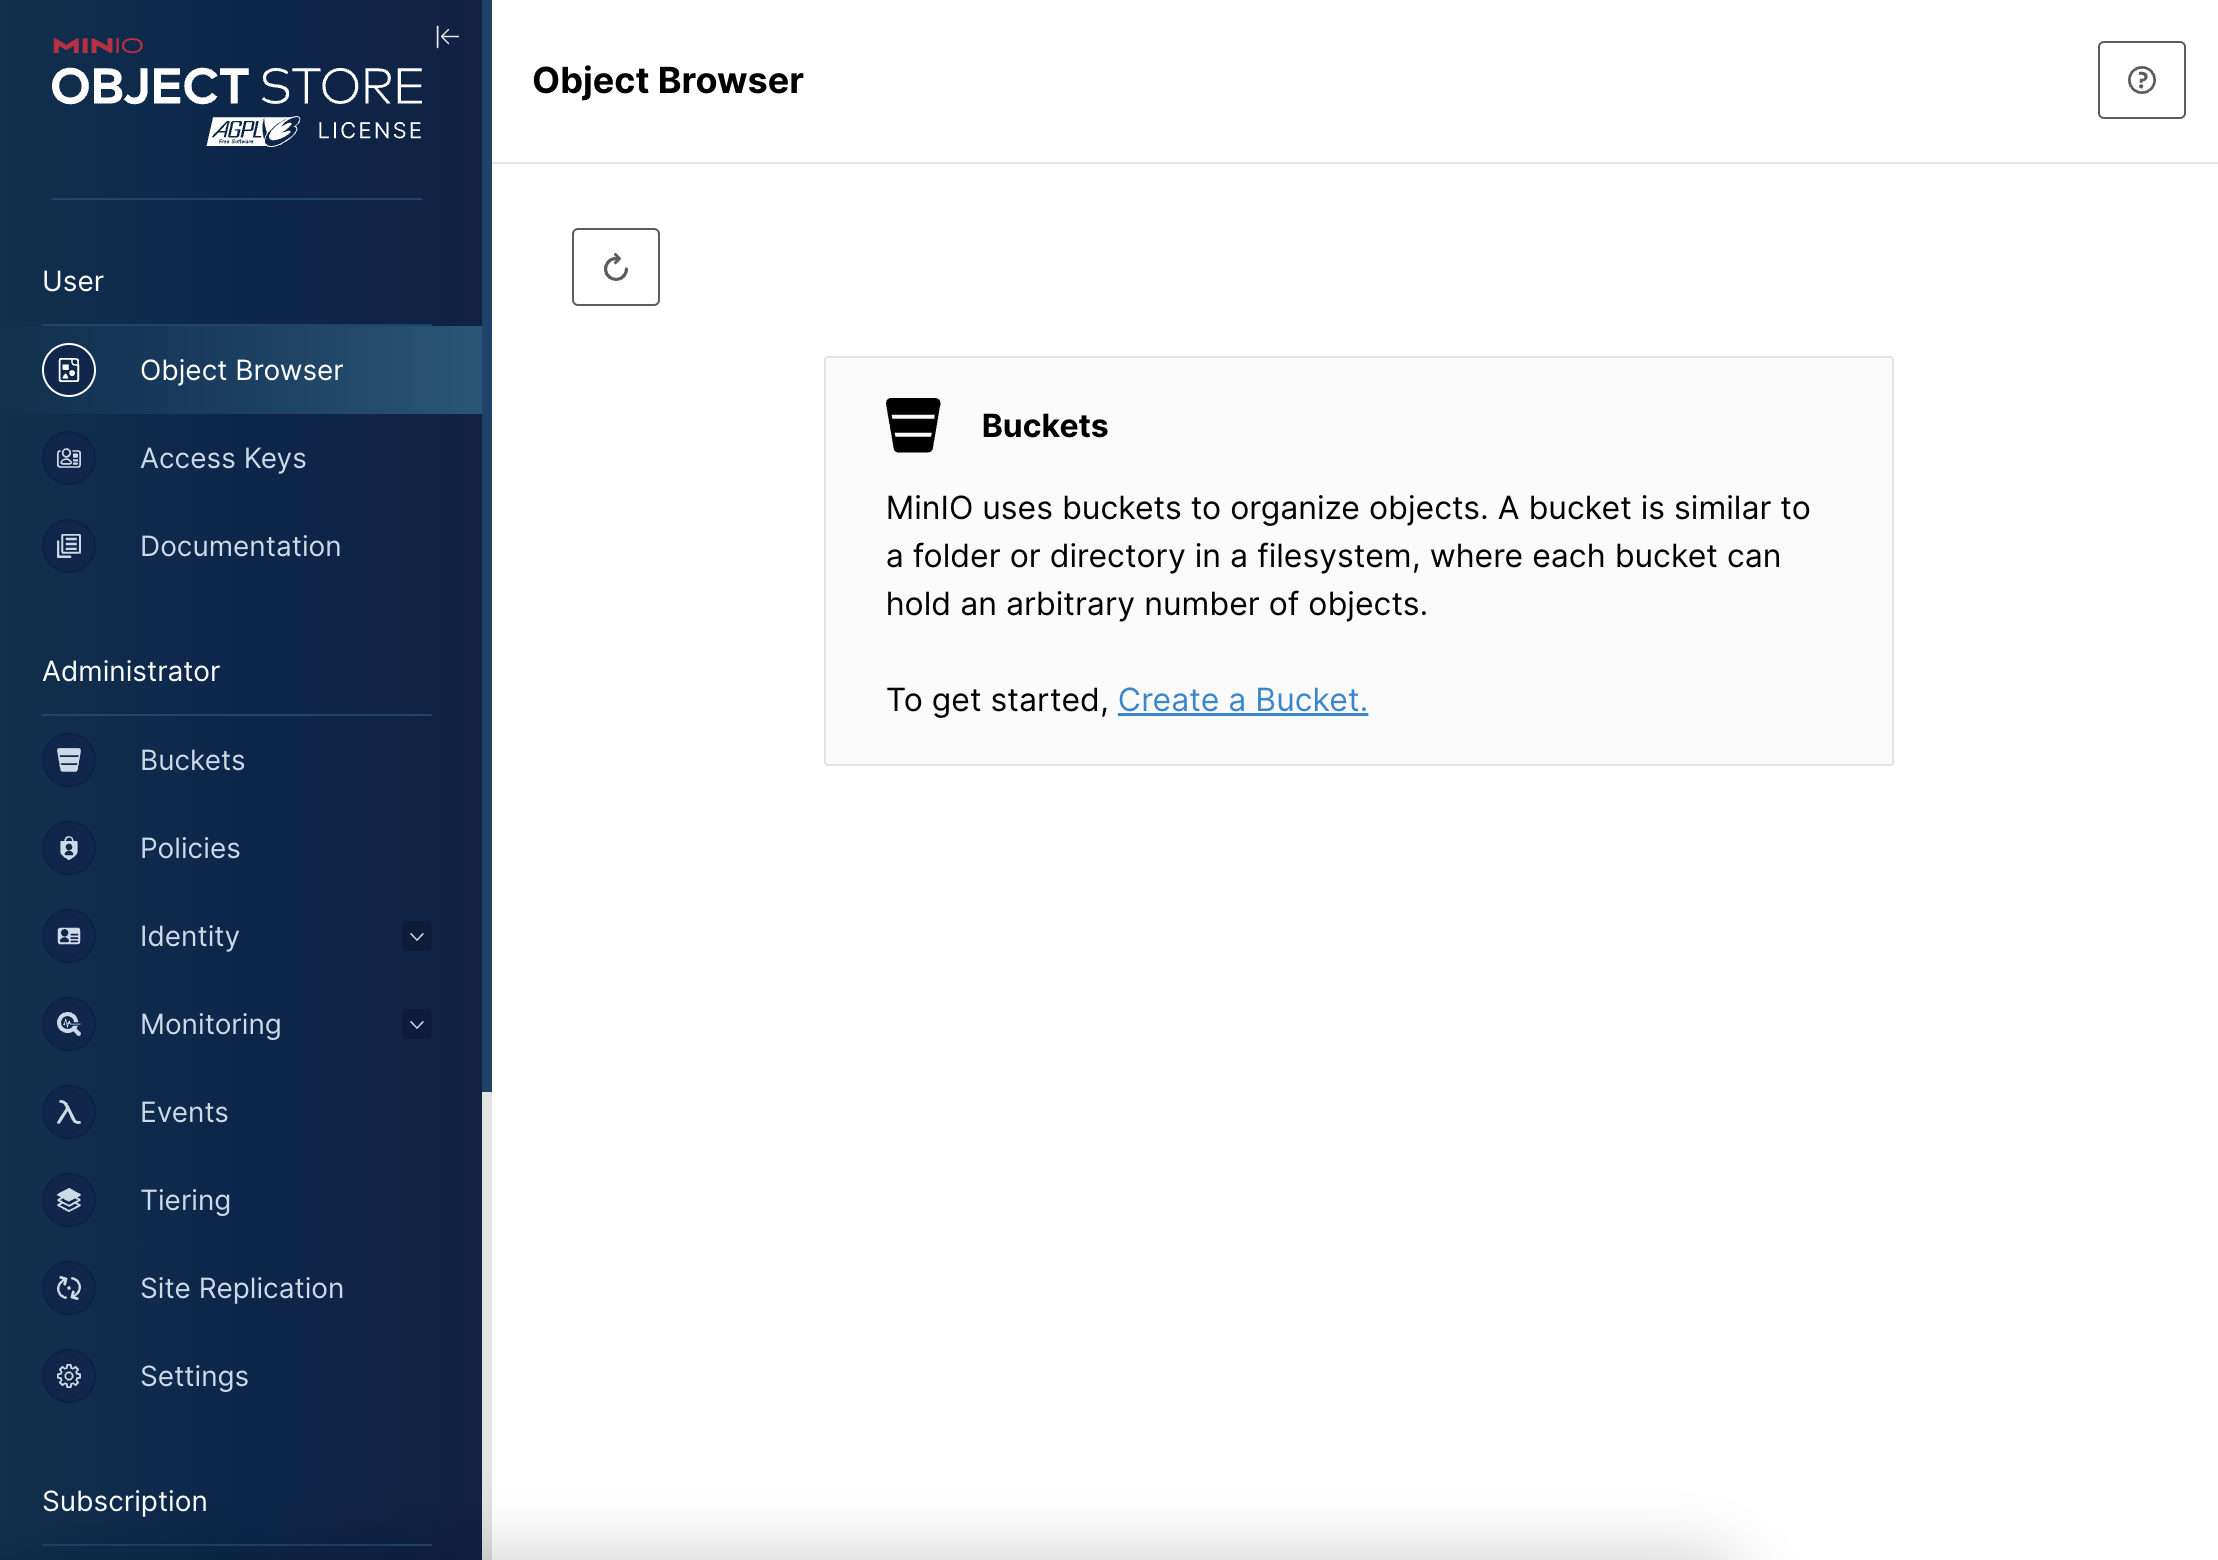 MINIO
OBJECT STORE
AGPLv3 LICENSE
Free Software
User
Object Browser
Access Keys
Documentation
Administrator
Buckets
Policies
Identity
Monitoring
Events
Tiering
Site Replication
Settings
Subscription
Object Browser
Buckets
MinIO uses buckets to organize objects. A bucket is similar to
a folder or directory in a filesystem, where each bucket can
hold an arbitrary number of objects.
To get started, Create a Bucket.